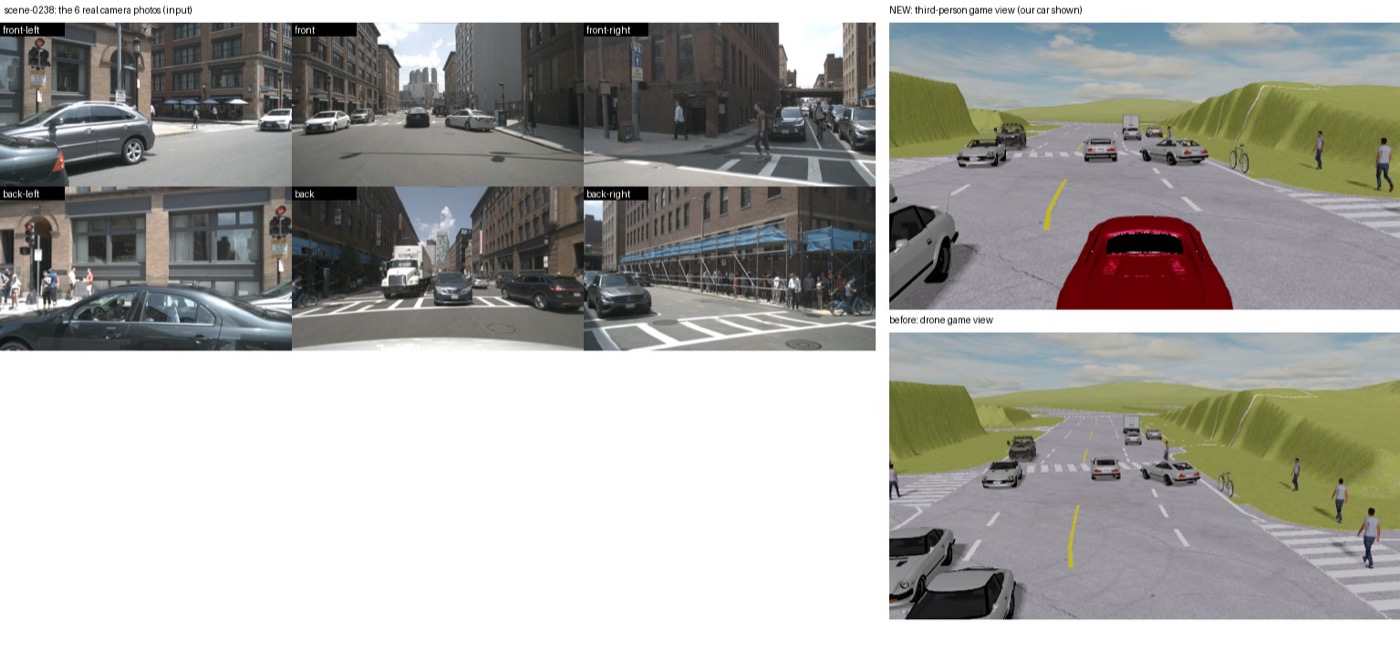 scene-0238: the 6 real camera photos (input)
NEW: third-person game view (our car shown)
front-left
front
front-right
back-left
back
back-right
before: drone game view